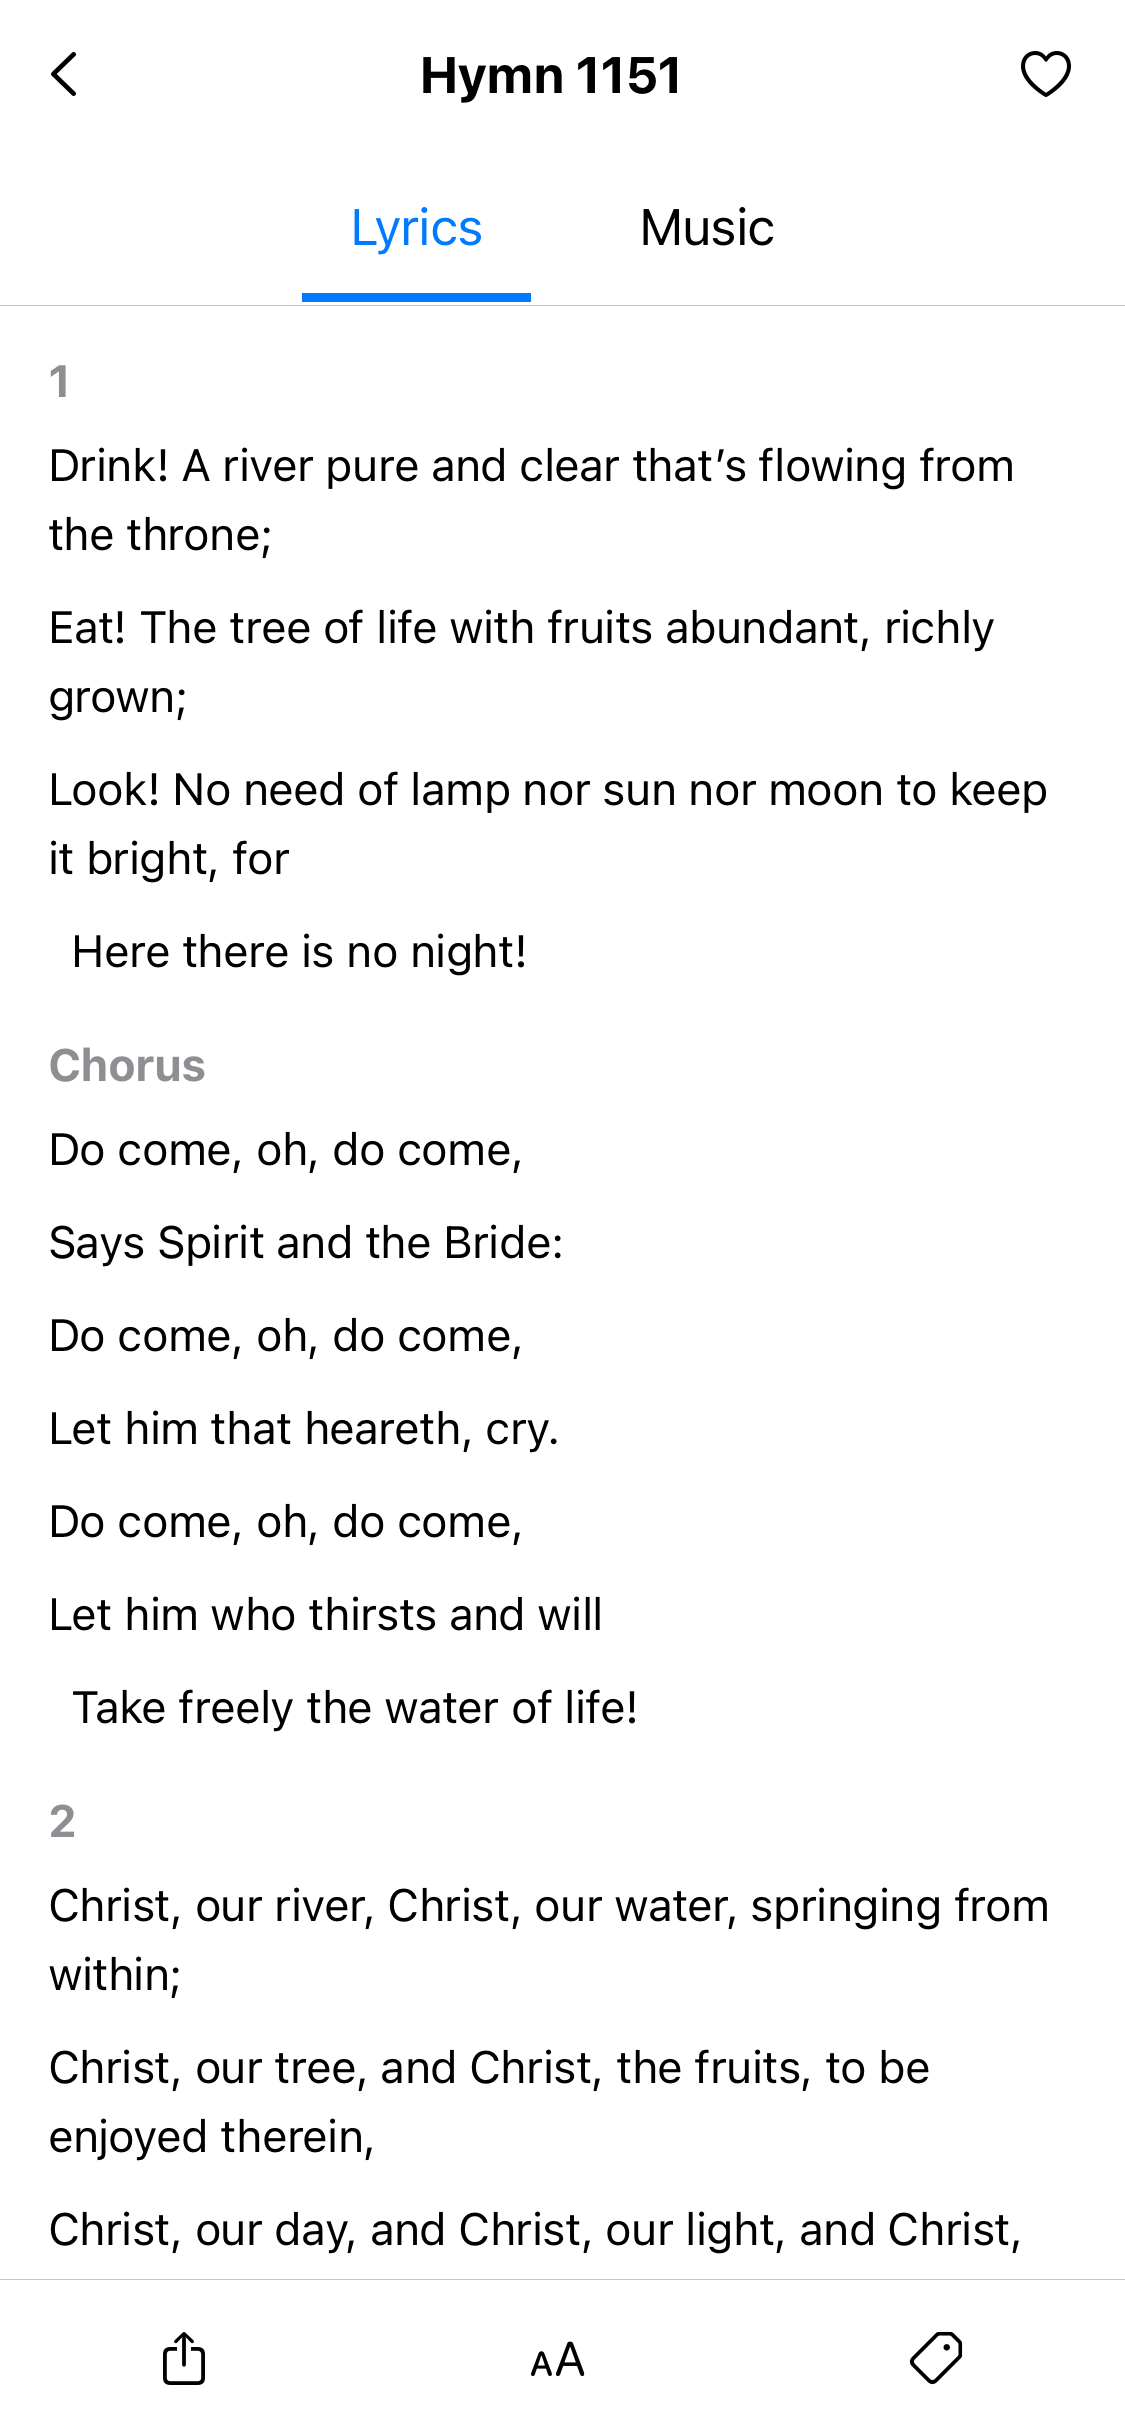 Hymn 1151
Lyrics Music
1
Drink! A river pure and clear that’s flowing from
the throne;
Eat! The tree of life with fruits abundant, richly
grown;
Look! No need of lamp nor sun nor moon to keep
it bright, for
Here there is no night!
Chorus
Do come, oh, do come,
Says Spirit and the Bride:
Do come, oh, do come,
Let him that heareth, cry.
Do come, oh, do come,
Let him who thirsts and will
Take freely the water of life!
2
Christ, our river, Christ, our water, springing from
within;
Christ, our tree, and Christ, the fruits, to be
enjoyed therein,
Christ, our day, and Christ, our light, and Christ,
AA